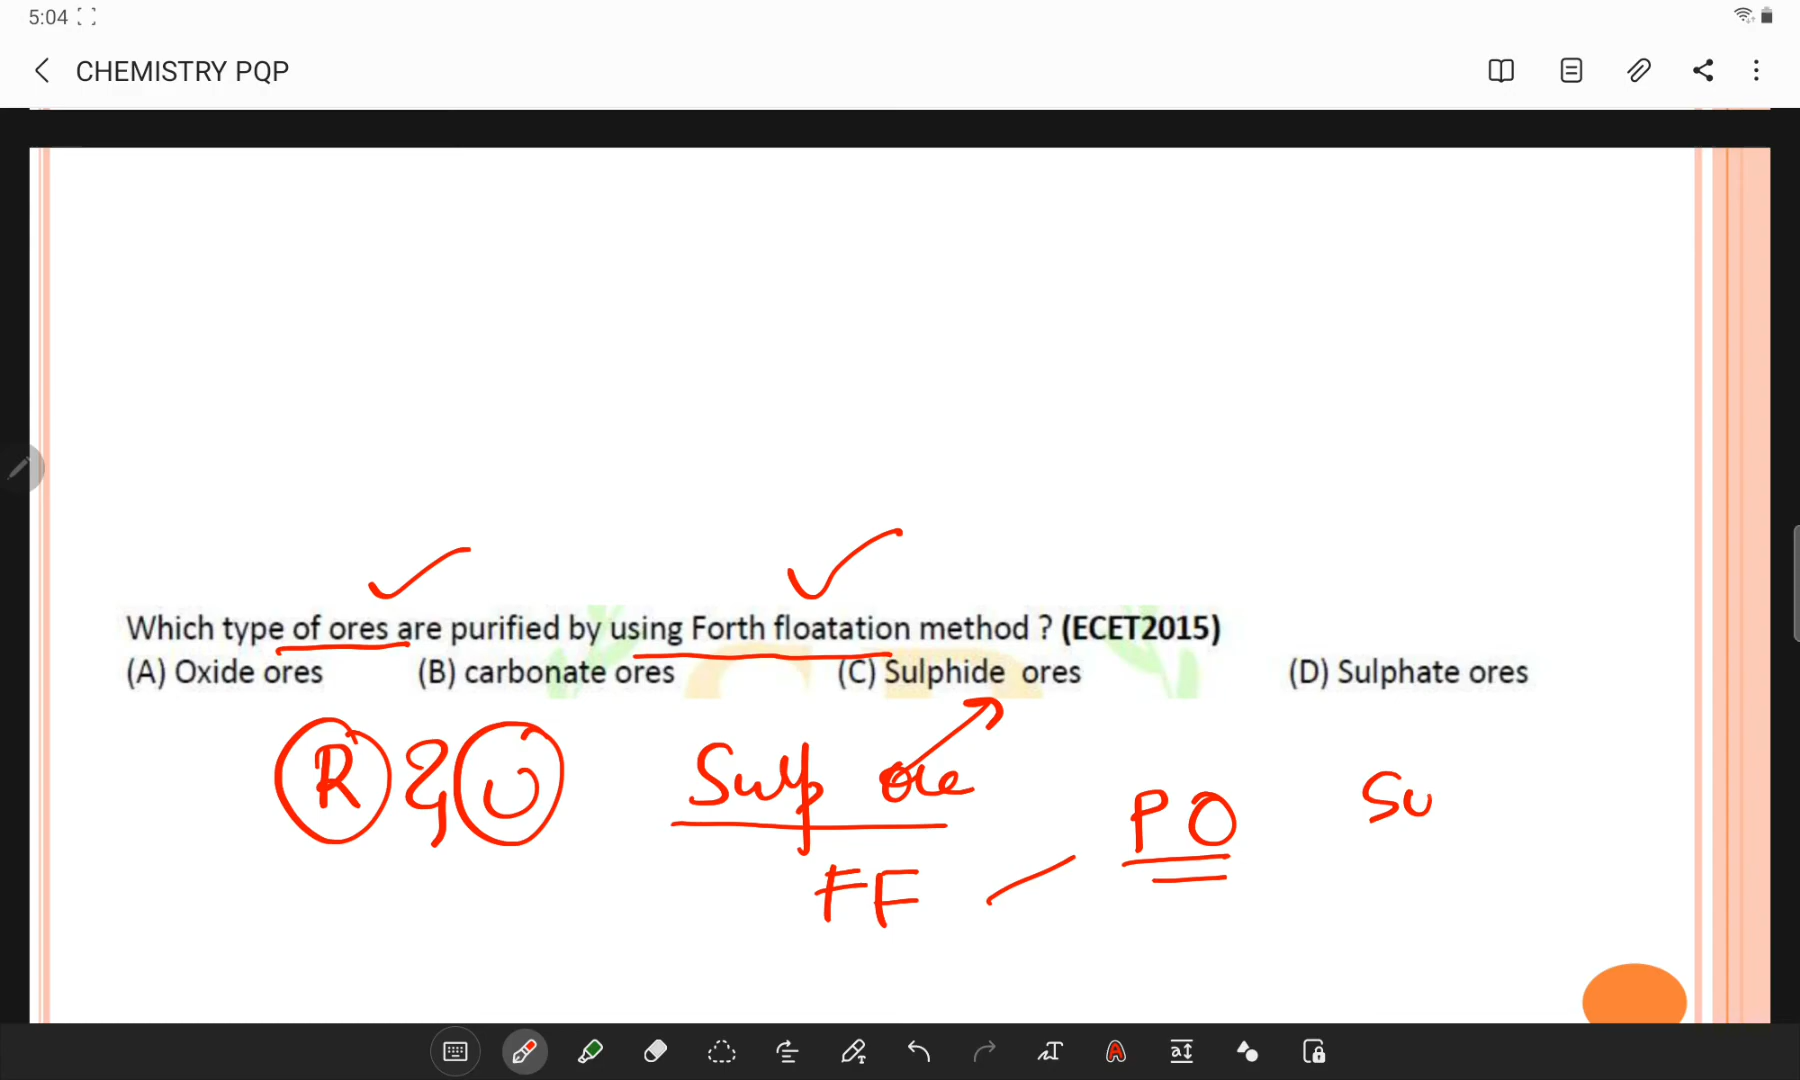 5:04
CHEMISTRY PQP
Which type of ores are purified by using Forth floatation method ? (ECET2015)
(A) Oxide ores (B) carbonate ores (C) Sulphide ores (D) Sulphate ores
R & U Sulp ore PO Su
FF